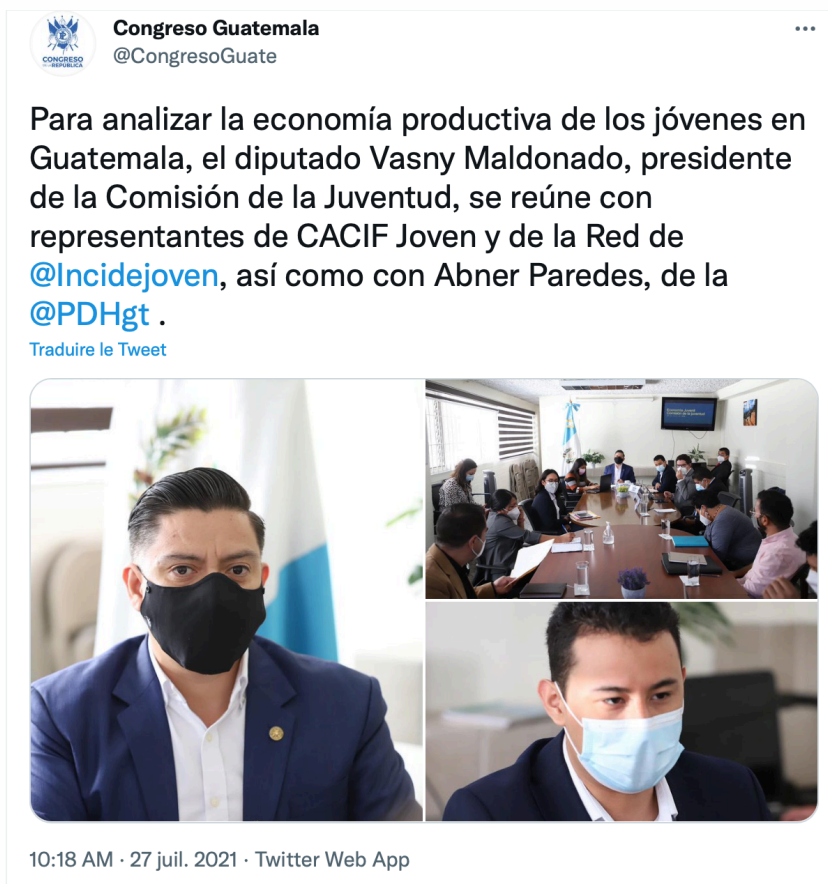 Congreso Guatemala
@CongresoGuate
CONGRESO
REPÚBLICA
Para analizar la economía productiva de los jóvenes en
Guatemala, el diputado Vasny Maldonado, presidente
de la Comisión de la Juventud, se reúne con
representantes de CACIF Joven y de la Red de
@Incidejoven, así como con Abner Paredes, de la
@PDHgt .
Traduire le Tweet
10:18 AM · 27 juil. 2021 · Twitter Web App